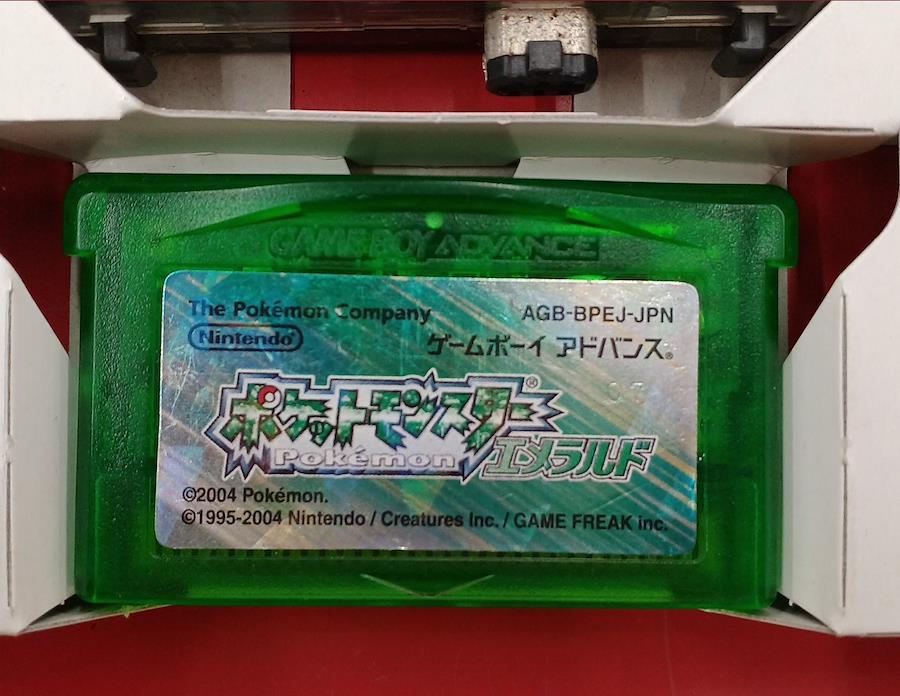 GAME BOY ADVANCE
The Pokémon Company
AGB-BPEJ-JPN
Nintendo®
ゲームボーイ アドバンス®
ポケットモンスター®
Pokémon
エメラルド
©2004 Pokémon.
©1995-2004 Nintendo / Creatures Inc. / GAME FREAK inc.